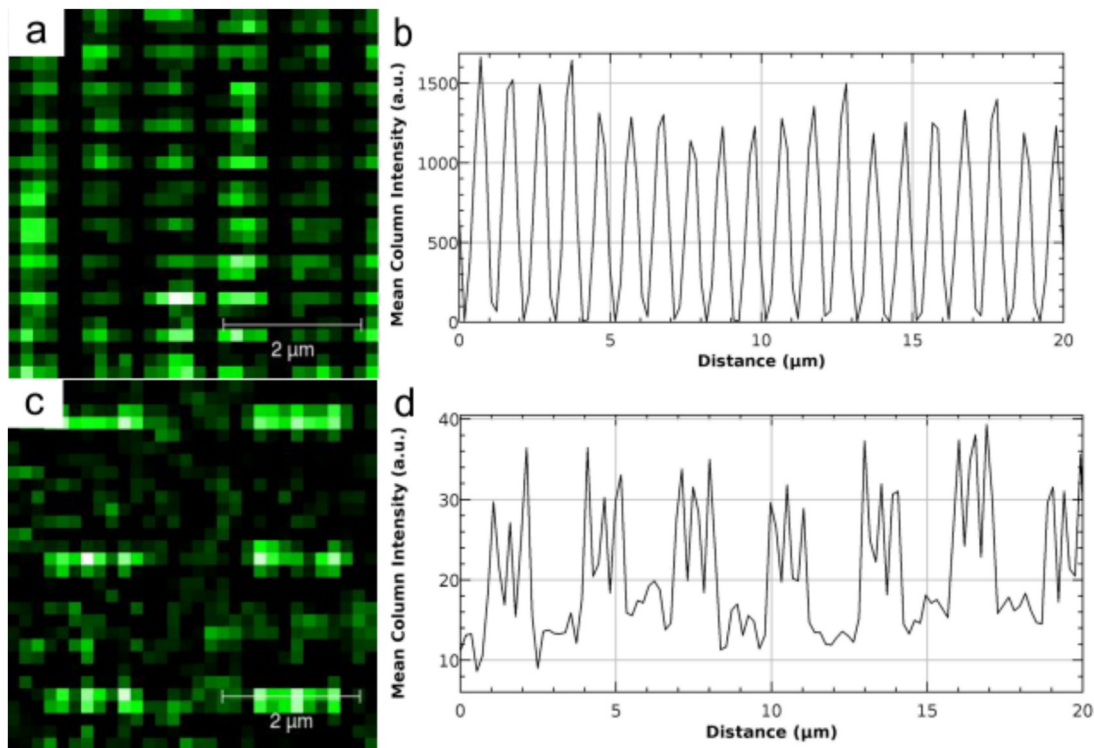 a
2 µm
b
Mean Column Intensity (a.u.)
1500
1000
500
0
0 5 10 15 20
Distance (µm)
c
2 µm
d
Mean Column Intensity (a.u.)
40
30
20
10
0 5 10 15 20
Distance (µm)